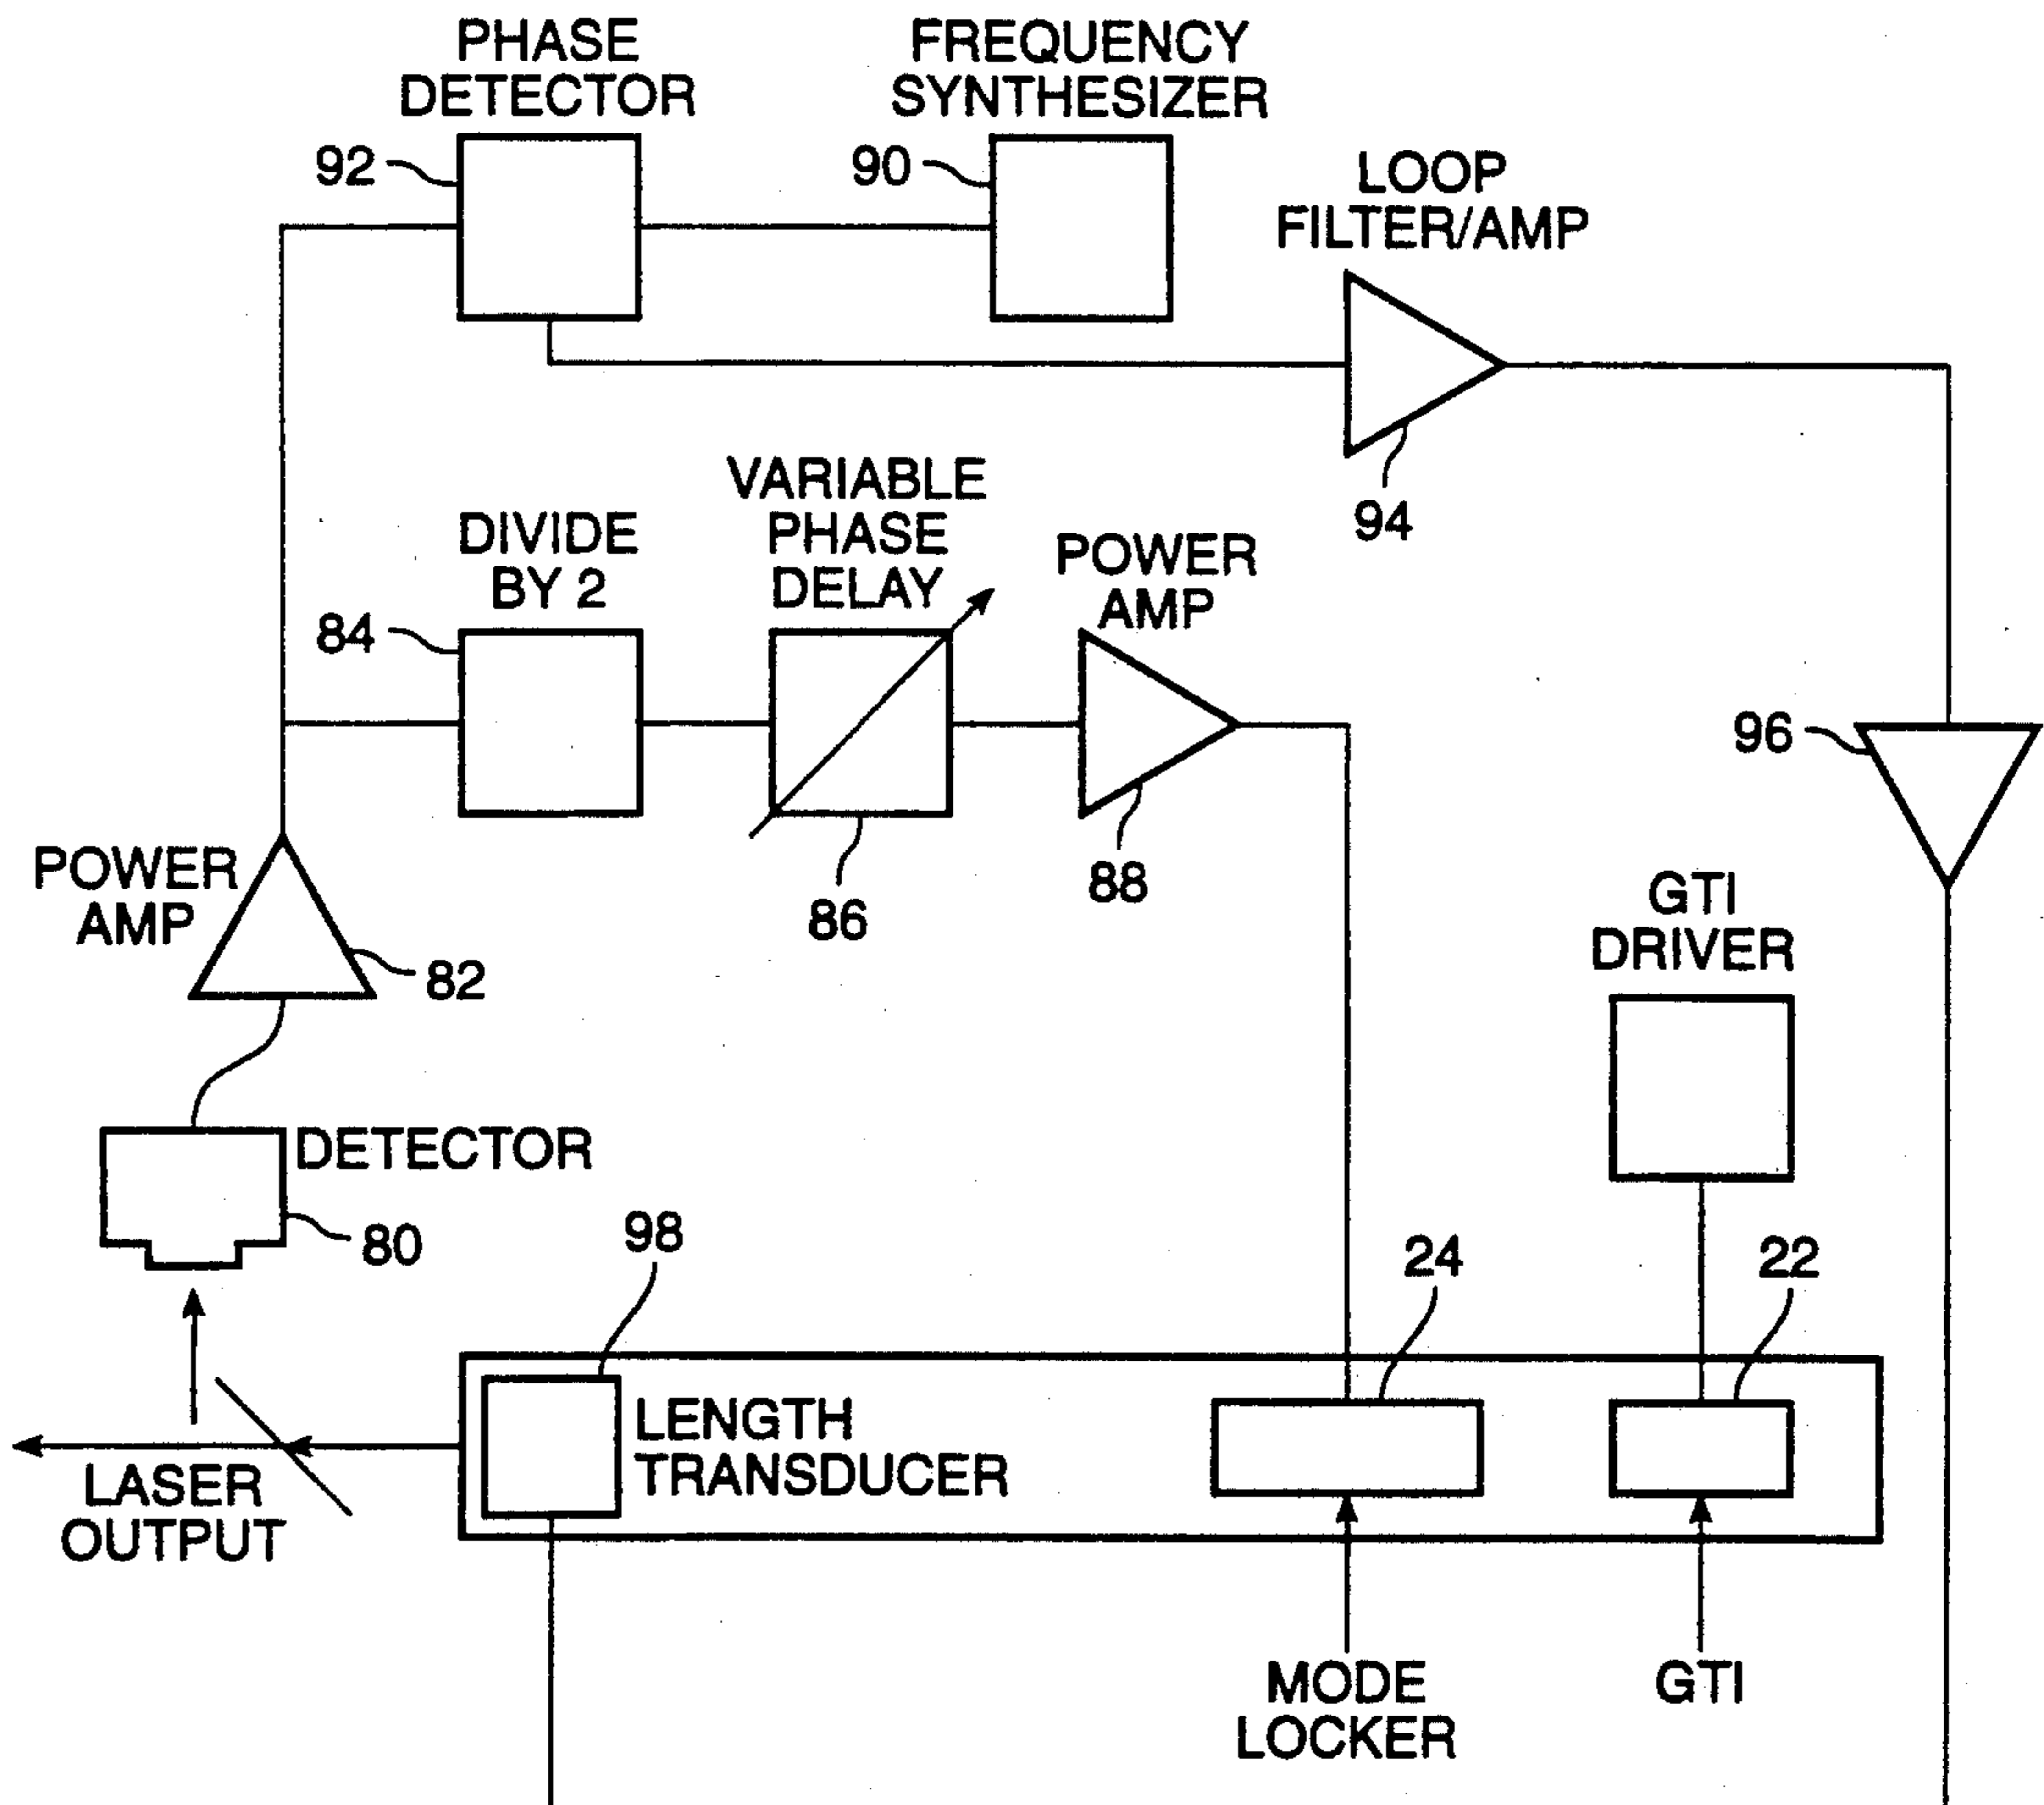 PHASE
DETECTOR
FREQUENCY
SYNTHESIZER
92
90
LOOP
FILTER/AMP
94
DIVIDE
BY 2
84
VARIABLE
PHASE
DELAY
86
POWER
AMP
88
96
POWER
AMP
82
GTI
DRIVER
DETECTOR
80
98
24
22
LENGTH
TRANSDUCER
LASER
OUTPUT
MODE
LOCKER
GTI